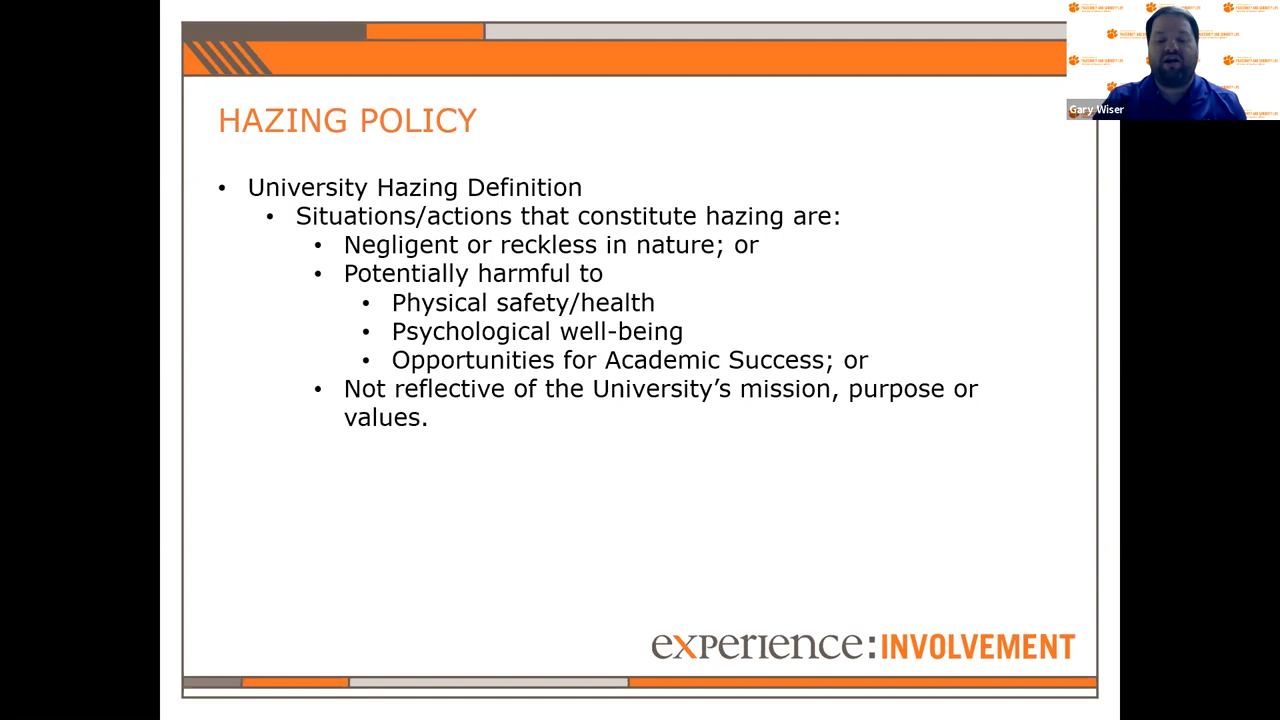 HAZING POLICY
• University Hazing Definition
• Situations/actions that constitute hazing are:
• Negligent or reckless in nature; or
• Potentially harmful to
• Physical safety/health
• Psychological well-being
• Opportunities for Academic Success; or
• Not reflective of the University’s mission, purpose or
values.
experience:INVOLVEMENT
Gary Wiser